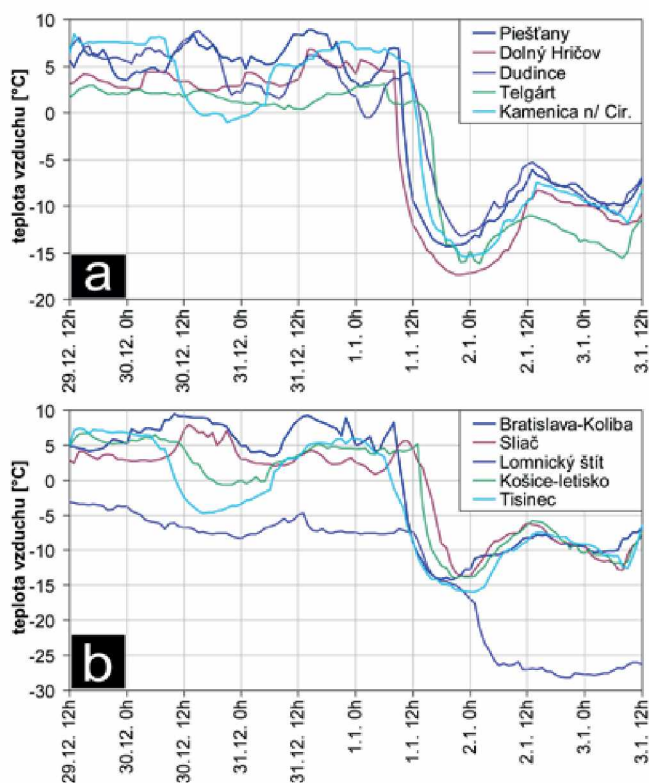 teplota vzduchu [°C]
10
5
0
-5
-10
-15
-20
Piešťany
Dolný Hričov
Dudince
Telgárt
Kamenica n/ Cir.
a
29.12. 12h
30.12. 0h
30.12. 12h
31.12. 0h
31.12. 12h
1.1. 0h
1.1. 12h
2.1. 0h
2.1. 12h
3.1. 0h
3.1. 12h
teplota vzduchu [°C]
10
5
0
-5
-10
-15
-20
-25
-30
Bratislava-Koliba
Sliač
Lomnický štít
Košice-letisko
Tisinec
b
29.12. 12h
30.12. 0h
30.12. 12h
31.12. 0h
31.12. 12h
1.1. 0h
1.1. 12h
2.1. 0h
2.1. 12h
3.1. 0h
3.1. 12h